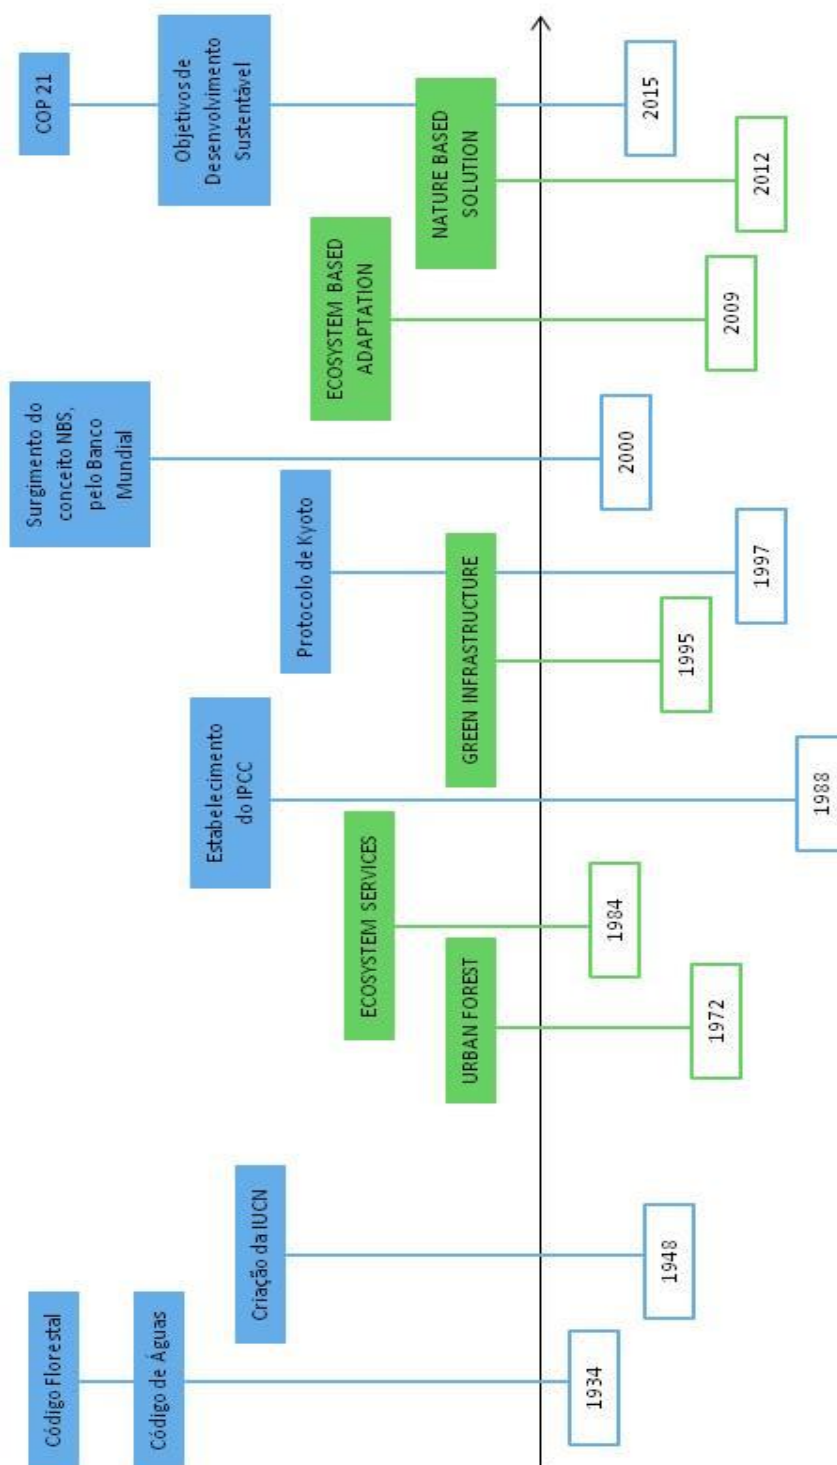 Código Florestal
Código de Águas
1934
Criação da IUCN
1948
URBAN FOREST
1972
ECOSYSTEM SERVICES
1984
Estabelecimento
do IPCC
1988
GREEN INFRASTRUCTURE
1995
Protocolo de Kyoto
1997
Surgimento do
conceito NBS,
pelo Banco
Mundial
2000
ECOSYSTEM BASED
ADAPTATION
2009
NATURE BASED
SOLUTION
2012
COP 21
Objetivos de
Desenvolvimento
Sustentável
2015